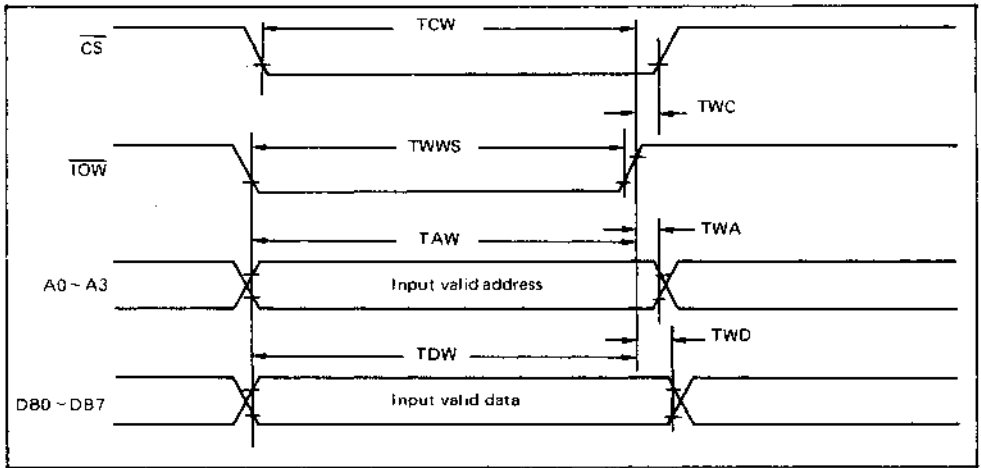 TCW
CS
TWC
TWWS
IOW
TAW
TWA
A0~A3
Input valid address
TWD
TDW
DB0~DB7
Input valid data